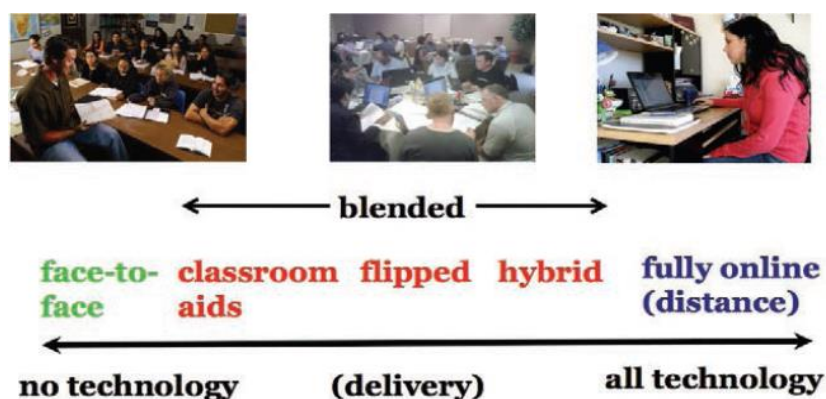 blended
face-to- classroom flipped hybrid fully online
face aids (distance)
no technology (delivery) all technology